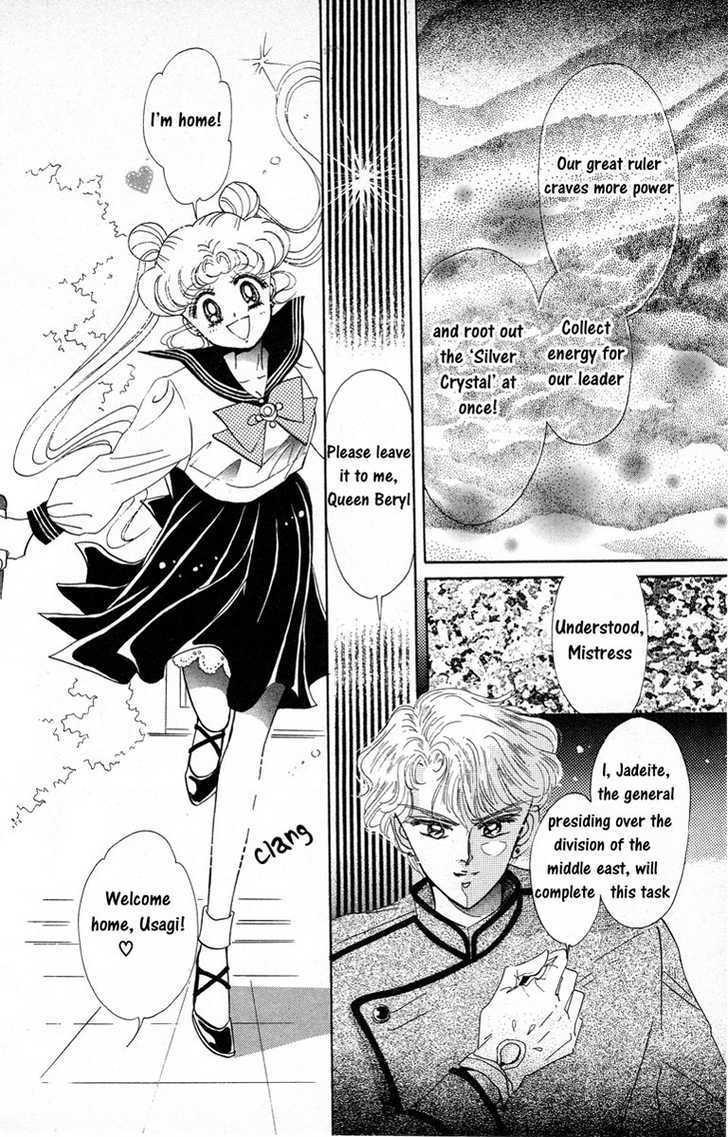 Our great ruler
craves more power
Collect
energy for
our leader
and root out
the 'Silver
Crystal' at
once!
Understood,
Mistress
I, Jadeite,
the general
presiding over the
division of the
middle east, will
complete this task
Please leave
it to me,
Queen Beryl
I'm home!
Clang
Welcome
home, Usagi!
♡